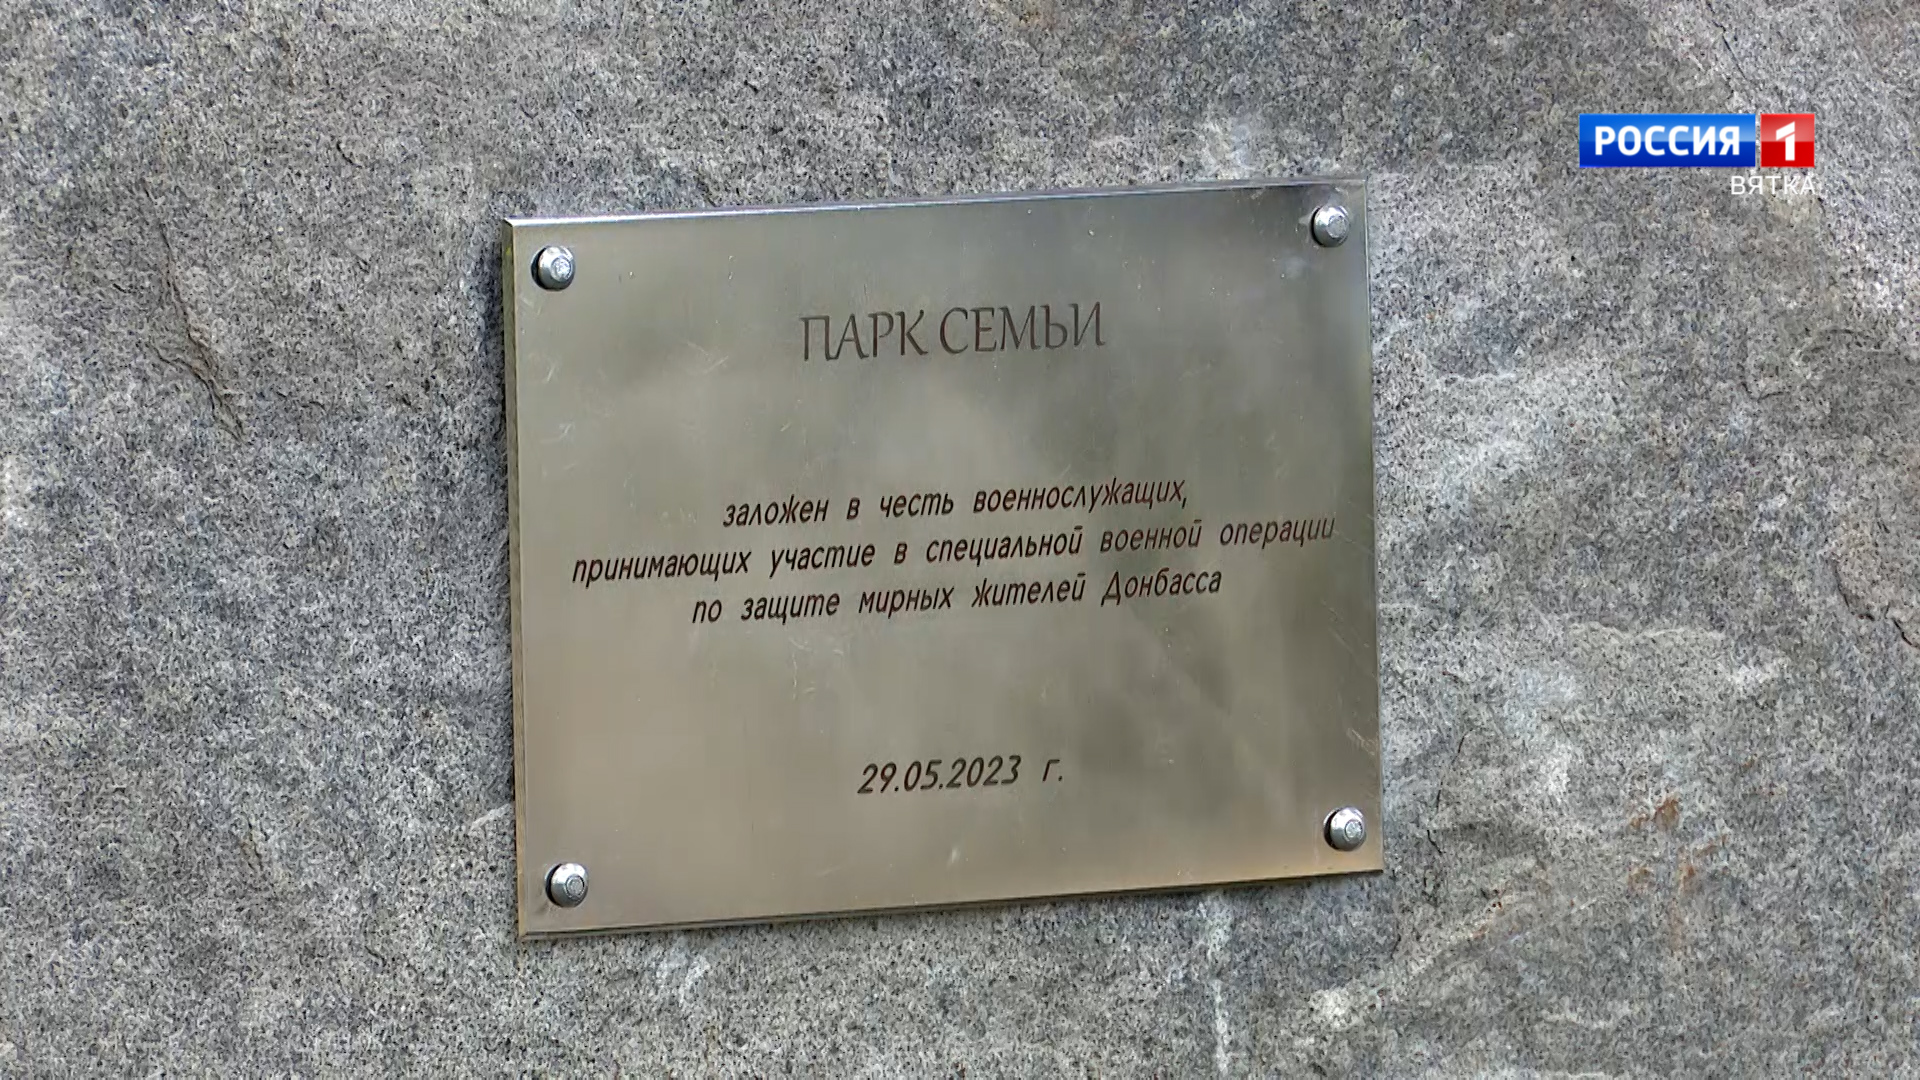 РОССИЯ 1
ВЯТКА
ПАРК СЕМЬИ
заложен в честь военнослужащих,
принимающих участие в специальной военной операции
по защите мирных жителей Донбасса
29.05.2023 г.